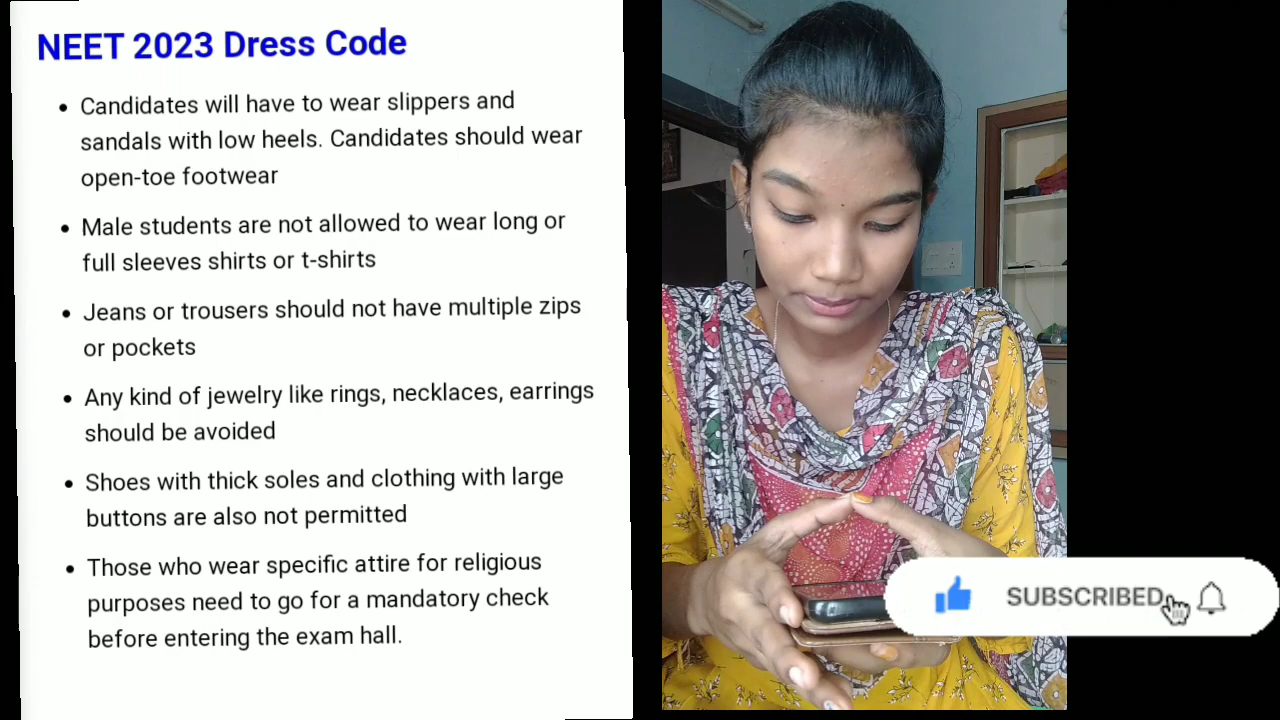 NEET 2023 Dress Code
• Candidates will have to wear slippers and
sandals with low heels. Candidates should wear
open-toe footwear
• Male students are not allowed to wear long or
full sleeves shirts or t-shirts
• Jeans or trousers should not have multiple zips
or pockets
• Any kind of jewelry like rings, necklaces, earrings
should be avoided
• Shoes with thick soles and clothing with large
buttons are also not permitted
• Those who wear specific attire for religious
purposes need to go for a mandatory check
before entering the exam hall.
SUBSCRIBED